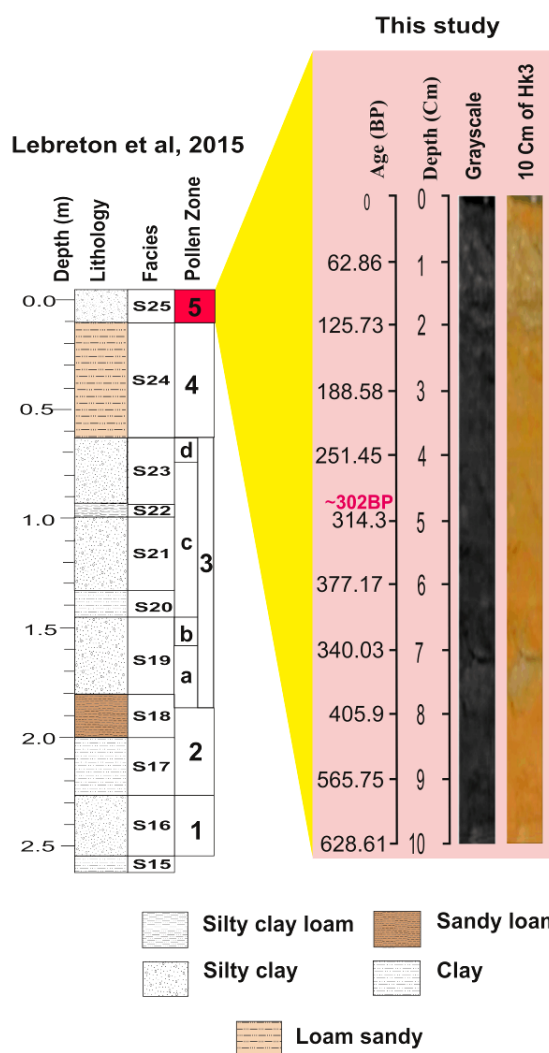 This study
Lebreton et al, 2015
Depth (m)
Lithology
Facies
Pollen Zone
Age (BP)
Depth (Cm)
Grayscale
10 Cm of Hk3
0.0
0.5
1.0
1.5
2.0
2.5
S25
S24
S23
S22
S21
S20
S19
S18
S17
S16
S15
5
4
d
c
3
b
a
2
1
0
62.86
125.73
188.58
251.45
~302BP
314.3
377.17
340.03
405.9
565.75
628.61
0
1
2
3
4
5
6
7
8
9
10
Silty clay loam
Sandy loam
Silty clay
Clay
Loam sandy